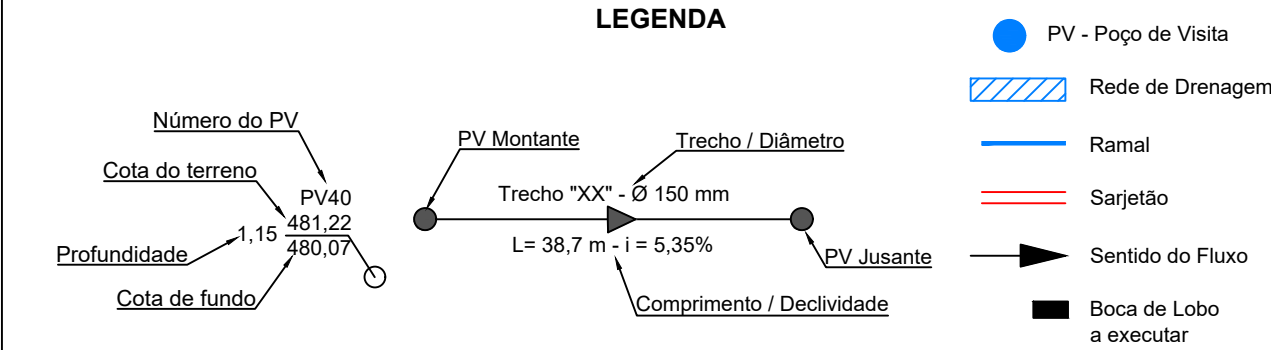 LEGENDA
Número do PV
Cota do terreno
PV40
481,22
1,15
480,07
Profundidade
Cota de fundo
PV Montante
Trecho / Diâmetro
Trecho "XX" - Ø 150 mm
L= 38,7 m - i = 5,35%
PV Jusante
Comprimento / Declividade
PV - Poço de Visita
Rede de Drenagem
Ramal
Sarjetão
Sentido do Fluxo
Boca de Lobo
a executar